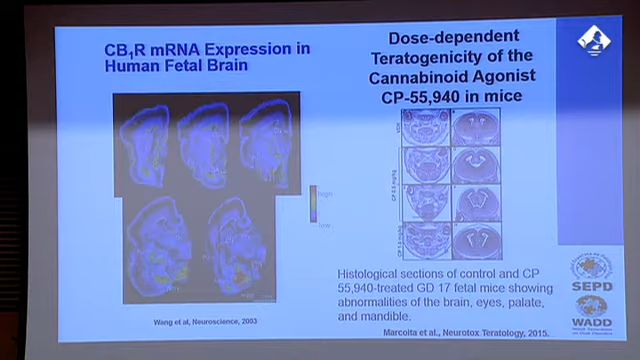 CB₁R mRNA Expression in
Human Fetal Brain
high
low
Wang et al, Neuroscience, 2003
Dose-dependent
Teratogenicity of the
Cannabinoid Agonist
CP-55,940 in mice
Histological sections of control and CP
55,940-treated GD 17 fetal mice showing
abnormalities of the brain, eyes, palate,
and mandible.
Marcoita et al., Neurotox Teratology, 2015.
SEPD
WADD